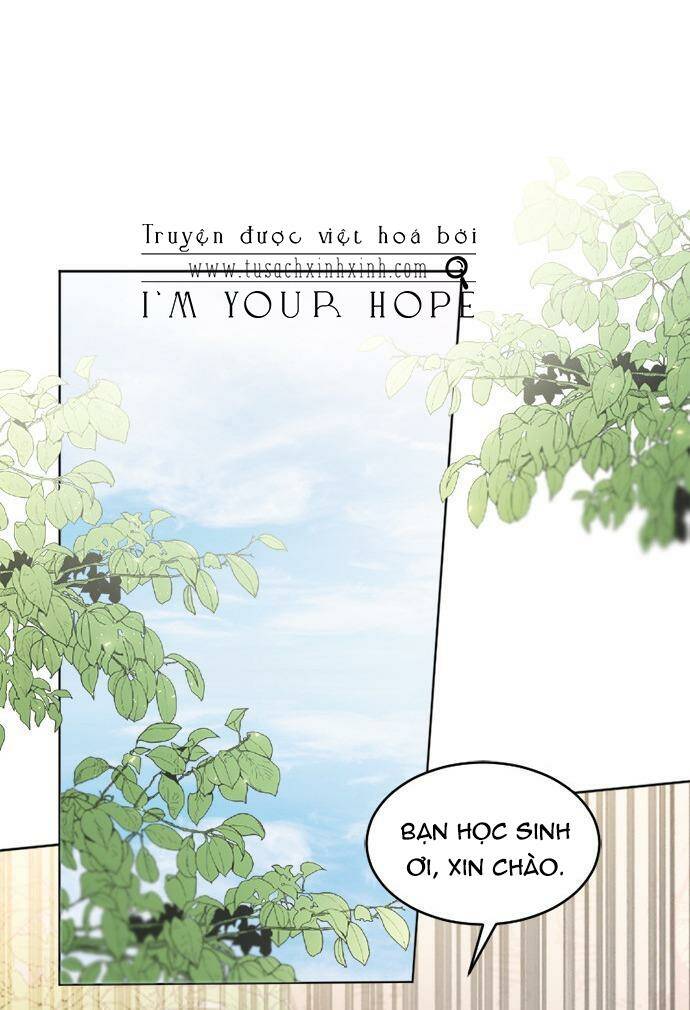 Truyện được việt hoá bởi
www.tusachxinhxinh.com
I'M YOUR HOPE
BẠN HỌC SINH
ƠI, XIN CHÀO.